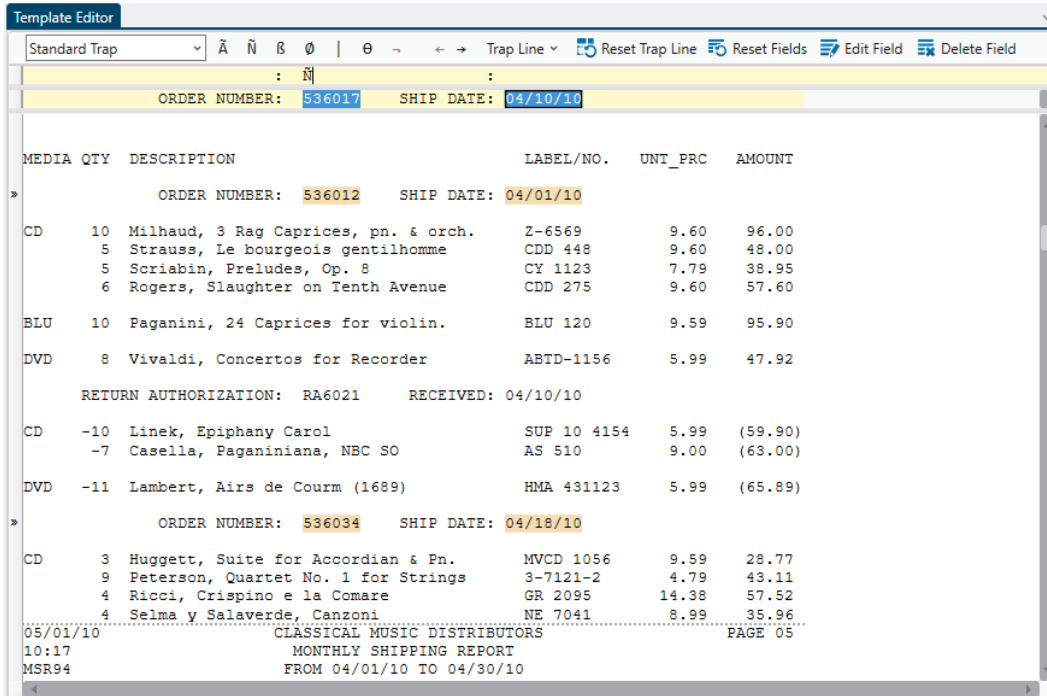 Template Editor
Standard Trap Ã Ñ ß Ø | Ɵ ¬ ← → Trap Line Reset Trap Line Reset Fields Edit Field Delete Field
: Ñ :
ORDER NUMBER: 536017 SHIP DATE: 04/10/10
MEDIA QTY DESCRIPTION LABEL/NO. UNT_PRC AMOUNT
» ORDER NUMBER: 536012 SHIP DATE: 04/01/10
CD 10 Milhaud, 3 Rag Caprices, pn. & orch. Z-6569 9.60 96.00
5 Strauss, Le bourgeois gentilhomme CDD 448 9.60 48.00
5 Scriabin, Preludes, Op. 8 CY 1123 7.79 38.95
6 Rogers, Slaughter on Tenth Avenue CDD 275 9.60 57.60
BLU 10 Paganini, 24 Caprices for violin. BLU 120 9.59 95.90
DVD 8 Vivaldi, Concertos for Recorder ABTD-1156 5.99 47.92
RETURN AUTHORIZATION: RA6021 RECEIVED: 04/10/10
CD -10 Linek, Epiphany Carol SUP 10 4154 5.99 (59.90)
-7 Casella, Paganiniana, NBC SO AS 510 9.00 (63.00)
DVD -11 Lambert, Airs de Courm (1689) HMA 431123 5.99 (65.89)
» ORDER NUMBER: 536034 SHIP DATE: 04/18/10
CD 3 Huggett, Suite for Accordian & Pn. MVCD 1056 9.59 28.77
9 Peterson, Quartet No. 1 for Strings 3-7121-2 4.79 43.11
4 Ricci, Crispino e la Comare GR 2095 14.38 57.52
4 Selma y Salaverde, Canzoni NE 7041 8.99 35.96
05/01/10 CLASSICAL MUSIC DISTRIBUTORS PAGE 05
10:17 MONTHLY SHIPPING REPORT
MSR94 FROM 04/01/10 TO 04/30/10